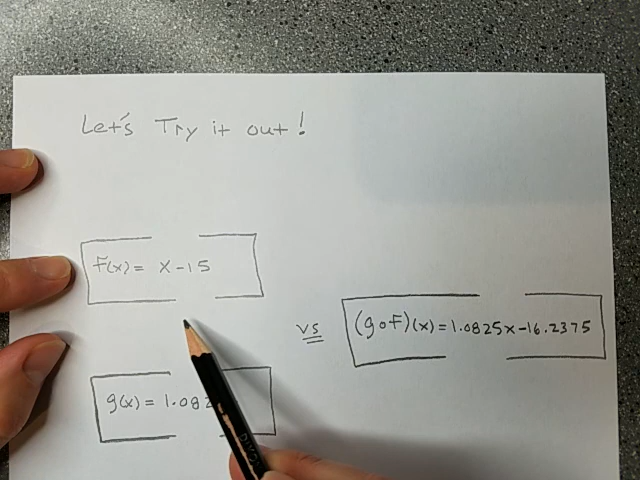 Let's Try it out!
f(x) = x-15
vs (g∘f)(x) = 1.0825x-16.2375
g(x) = 1.082